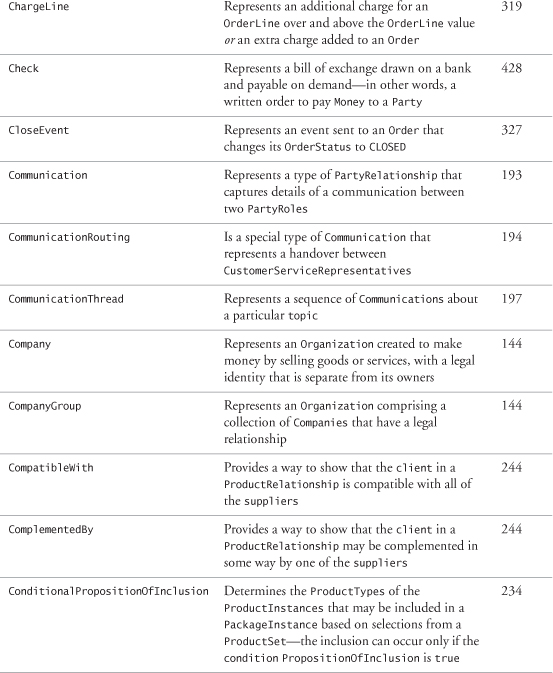 ChargeLine Represents an additional charge for an 319
OrderLine over and above the OrderLine value
or an extra charge added to an Order
Check Represents a bill of exchange drawn on a bank 428
and payable on demand—in other words, a
written order to pay Money to a Party
CloseEvent Represents an event sent to an Order that 327
changes its OrderStatus to CLOSED
Communication Represents a type of PartyRelationship that 193
captures details of a communication between
two PartyRoles
CommunicationRouting Is a special type of Communication that 194
represents a handover between
CustomerServiceRepresentatives
CommunicationThread Represents a sequence of Communications about 197
a particular topic
Company Represents an Organization created to make 144
money by selling goods or services, with a legal
identity that is separate from its owners
CompanyGroup Represents an Organization comprising a 144
collection of Companies that have a legal
relationship
CompatibleWith Provides a way to show that the client in a 244
ProductRelationship is compatible with all of
the suppliers
ComplementedBy Provides a way to show that the client in a 244
ProductRelationship may be complemented in
some way by one of the suppliers
ConditionalPropositionOfInclusion Determines the ProductTypes of the 234
ProductInstances that may be included in a
PackageInstance based on selections from a
ProductSet—the inclusion can occur only if the
condition PropositionOfInclusion is true